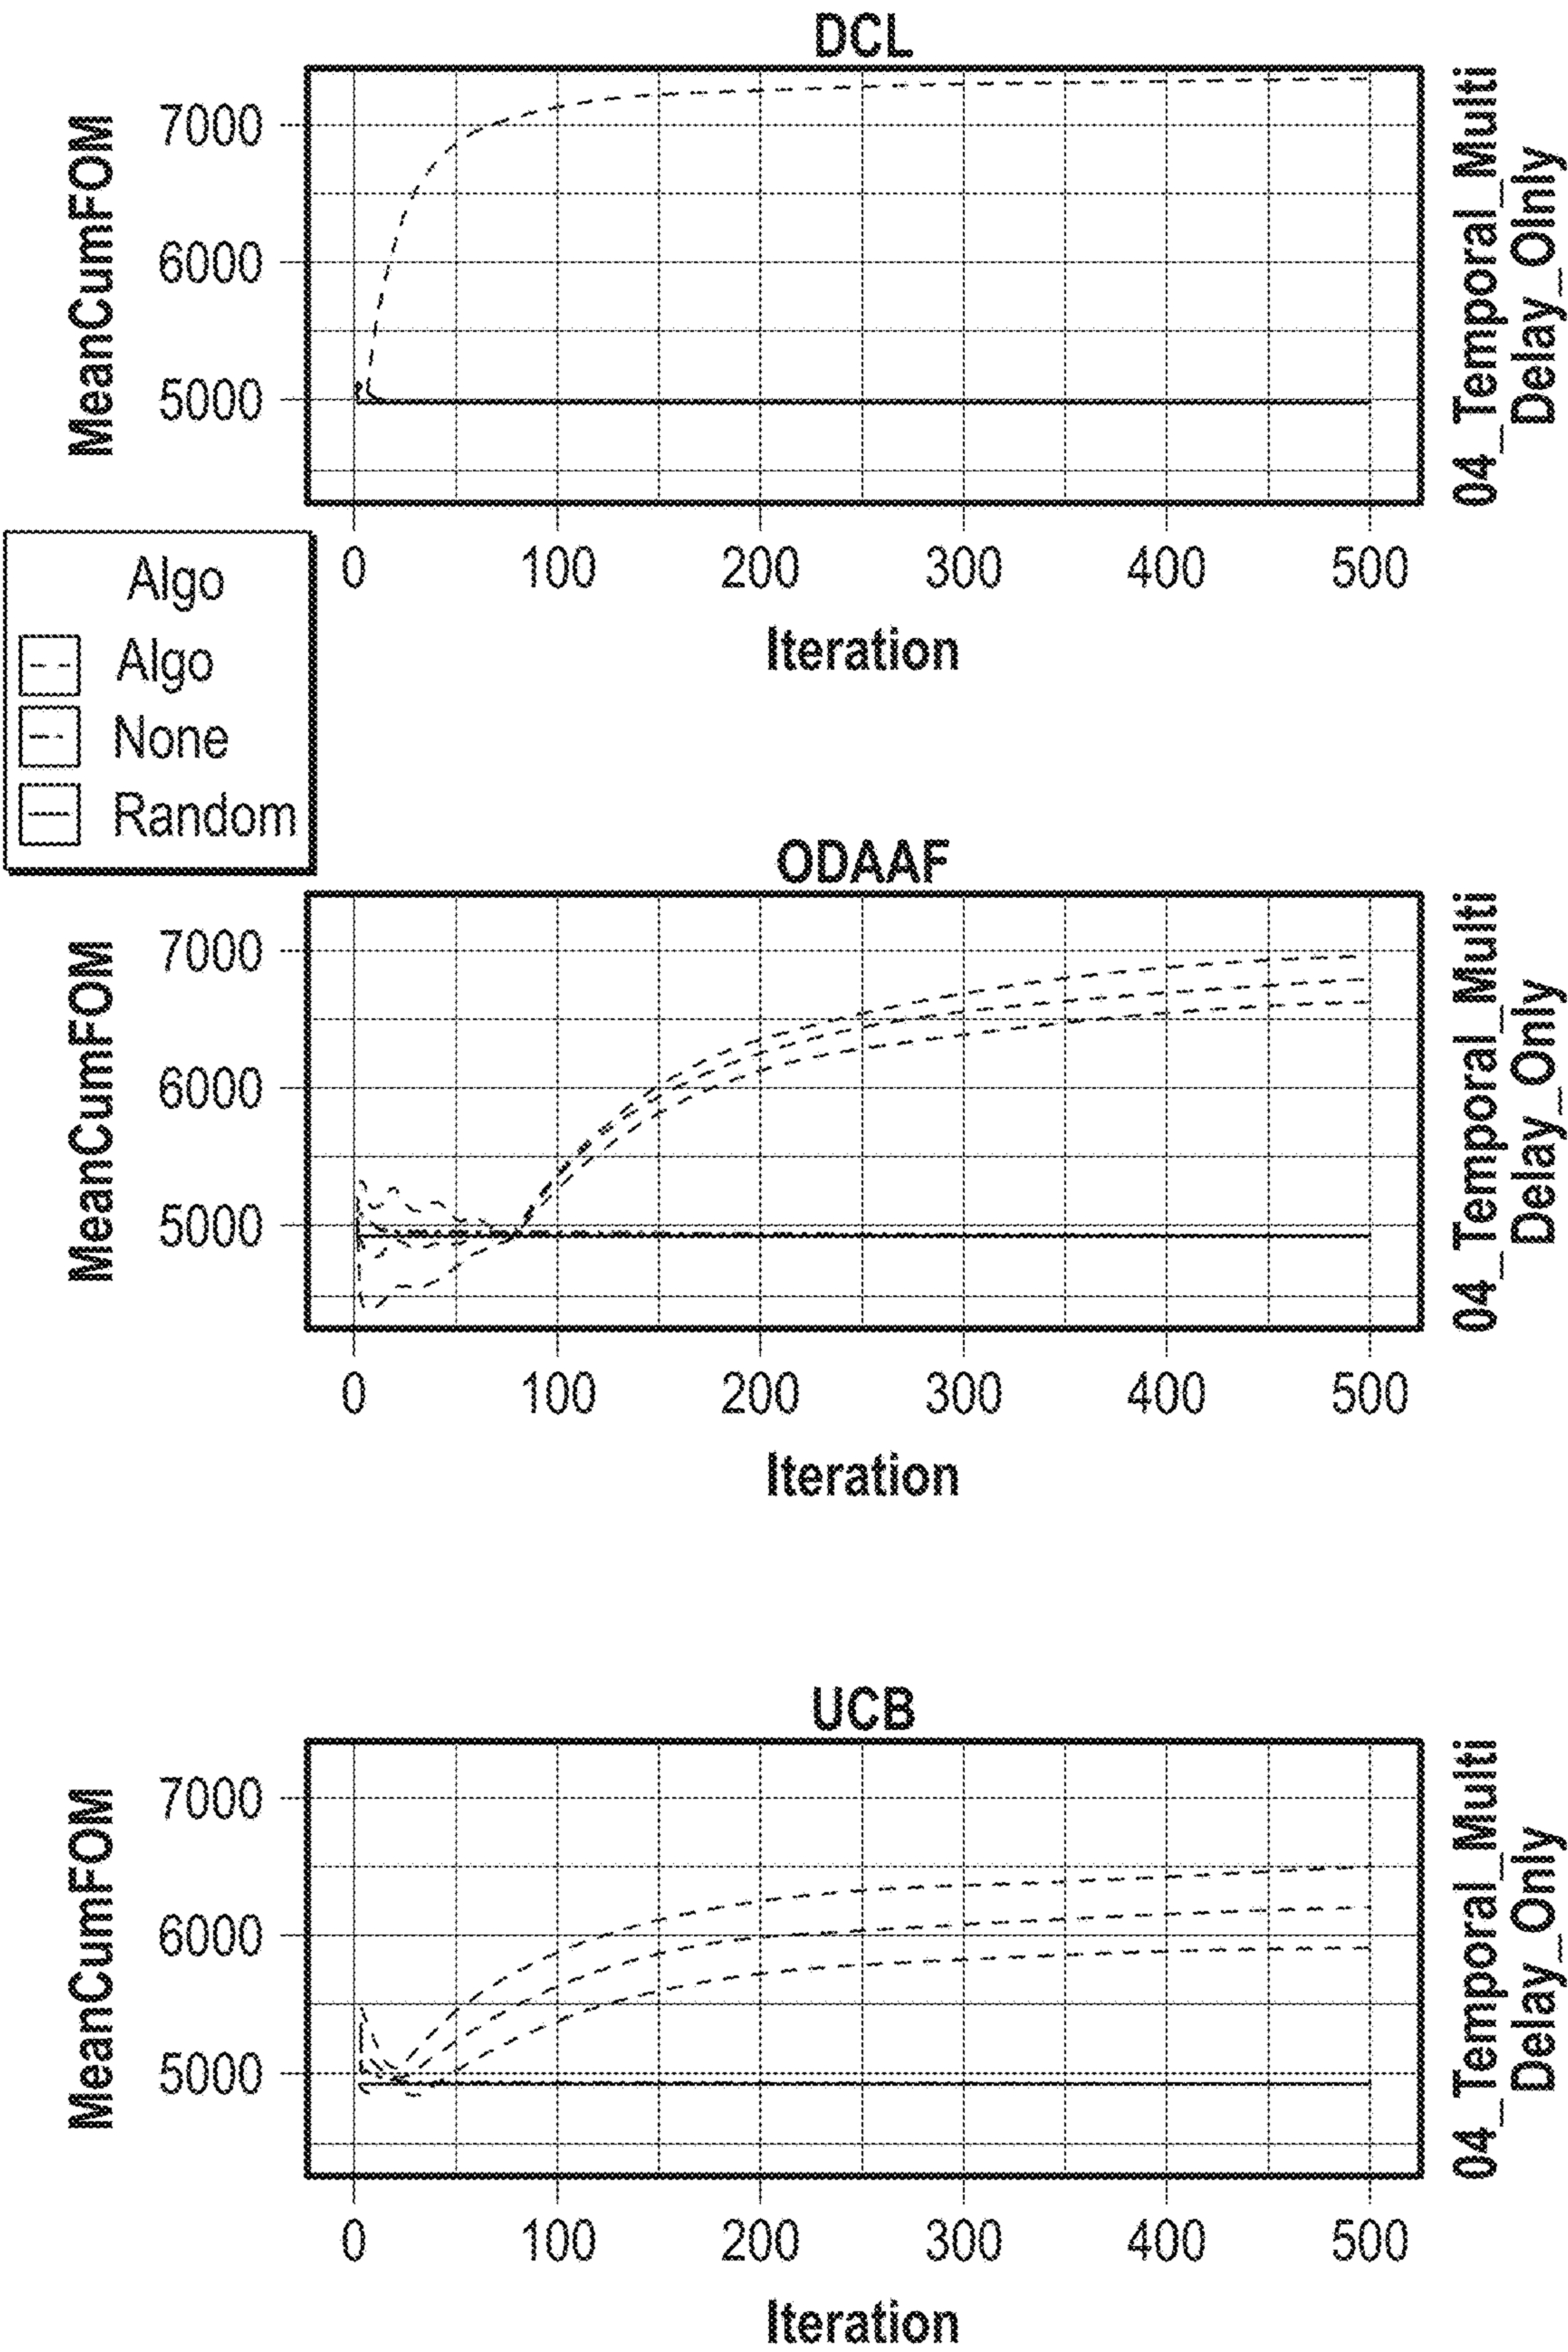 DCL
MeanCumFOM
7000
6000
5000
04_Temporal_Multi
Delay_Olnly
0 100 200 300 400 500
Iteration
Algo
Algo
None
Random
ODAAF
MeanCumFOM
7000
6000
5000
04_Temporal_Multi
Delay_Only
0 100 200 300 400 500
Iteration
UCB
MeanCumFOM
7000
6000
5000
04_Temporal_Multi
Delay_Only
0 100 200 300 400 500
Iteration